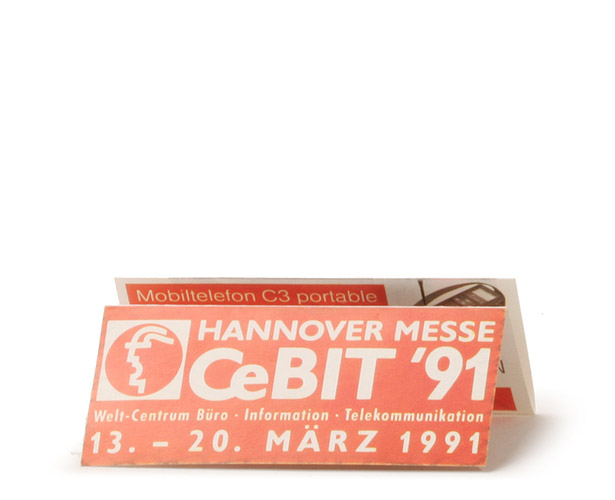 Mobiltelefon C3 portable
HANNOVER MESSE
CeBIT '91
Welt-Centrum Büro · Information · Telekommunikation
13. – 20. MÄRZ 1991